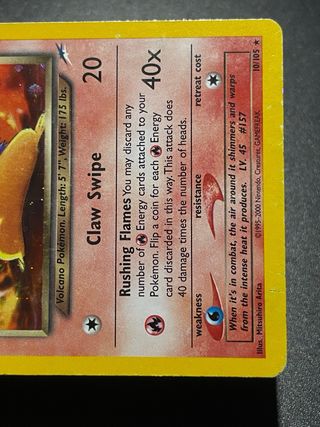 Volcano Pokémon. Length: 5' 7", Weight: 175 lbs.
Claw Swipe 20
Rushing Flames You may discard any
number of Energy cards attached to your
Pokémon. Flip a coin for each Energy
card discarded in this way. This attack does
40 damage times the number of heads.
40x
weakness resistance retreat cost
When it's in combat, the air around it shimmers and warps
from the intense heat it produces. LV. 45 #157
Illus. Mitsuhiro Arita ©1995-2000 Nintendo, Creatures, GAMEFREAK. 10/105 ★